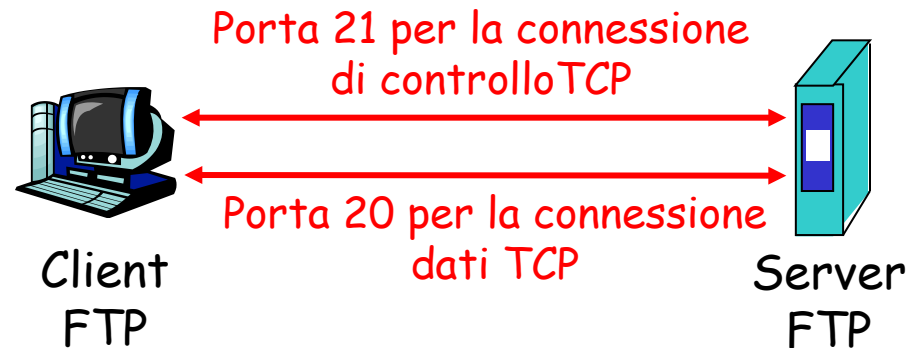 Porta 21 per la connessione
di controlloTCP
Porta 20 per la connessione
dati TCP
Client
FTP
Server
FTP